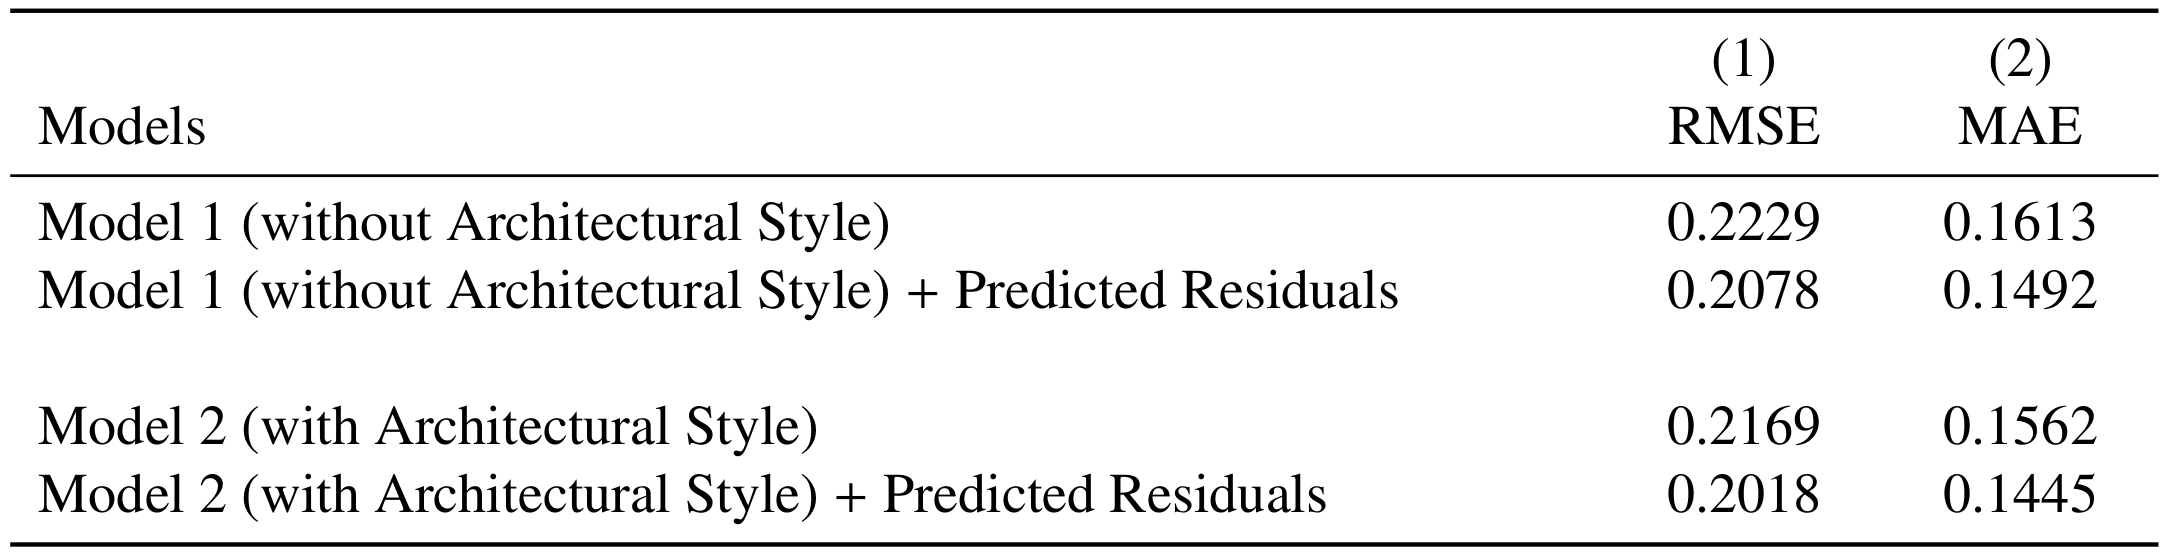 (1) (2)
Models RMSE MAE
Model 1 (without Architectural Style) 0.2229 0.1613
Model 1 (without Architectural Style) + Predicted Residuals 0.2078 0.1492
Model 2 (with Architectural Style) 0.2169 0.1562
Model 2 (with Architectural Style) + Predicted Residuals 0.2018 0.1445